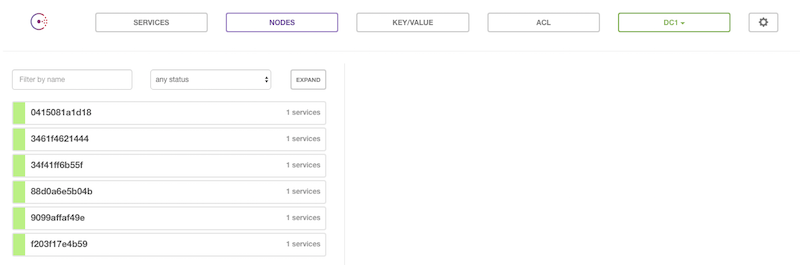 SERVICES NODES KEY/VALUE ACL DC1
Filter by name any status EXPAND
0415081a1d18 1 services
3461f4621444 1 services
34f41ff6b55f 1 services
88d0a6e5b04b 1 services
9099affaf49e 1 services
f203f17e4b59 1 services